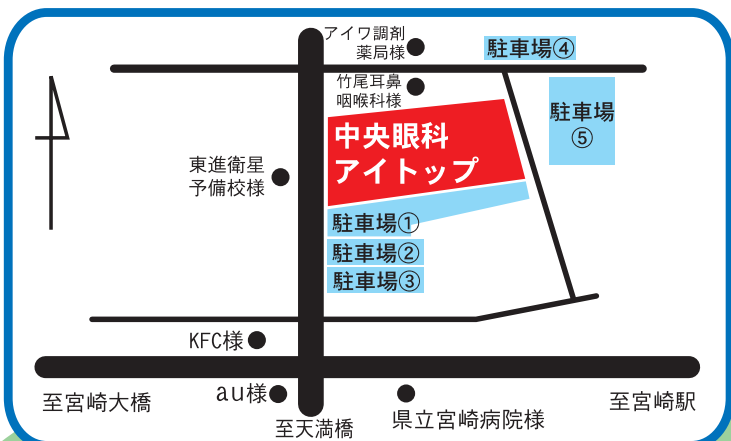 アイワ調剤
薬局様
駐車場④
竹尾耳鼻
咽喉科様
駐車場
⑤
中央眼科
アイトップ
東進衛星
予備校様
駐車場①
駐車場②
駐車場③
KFC様
au様
至宮崎大橋
至天満橋
県立宮崎病院様
至宮崎駅